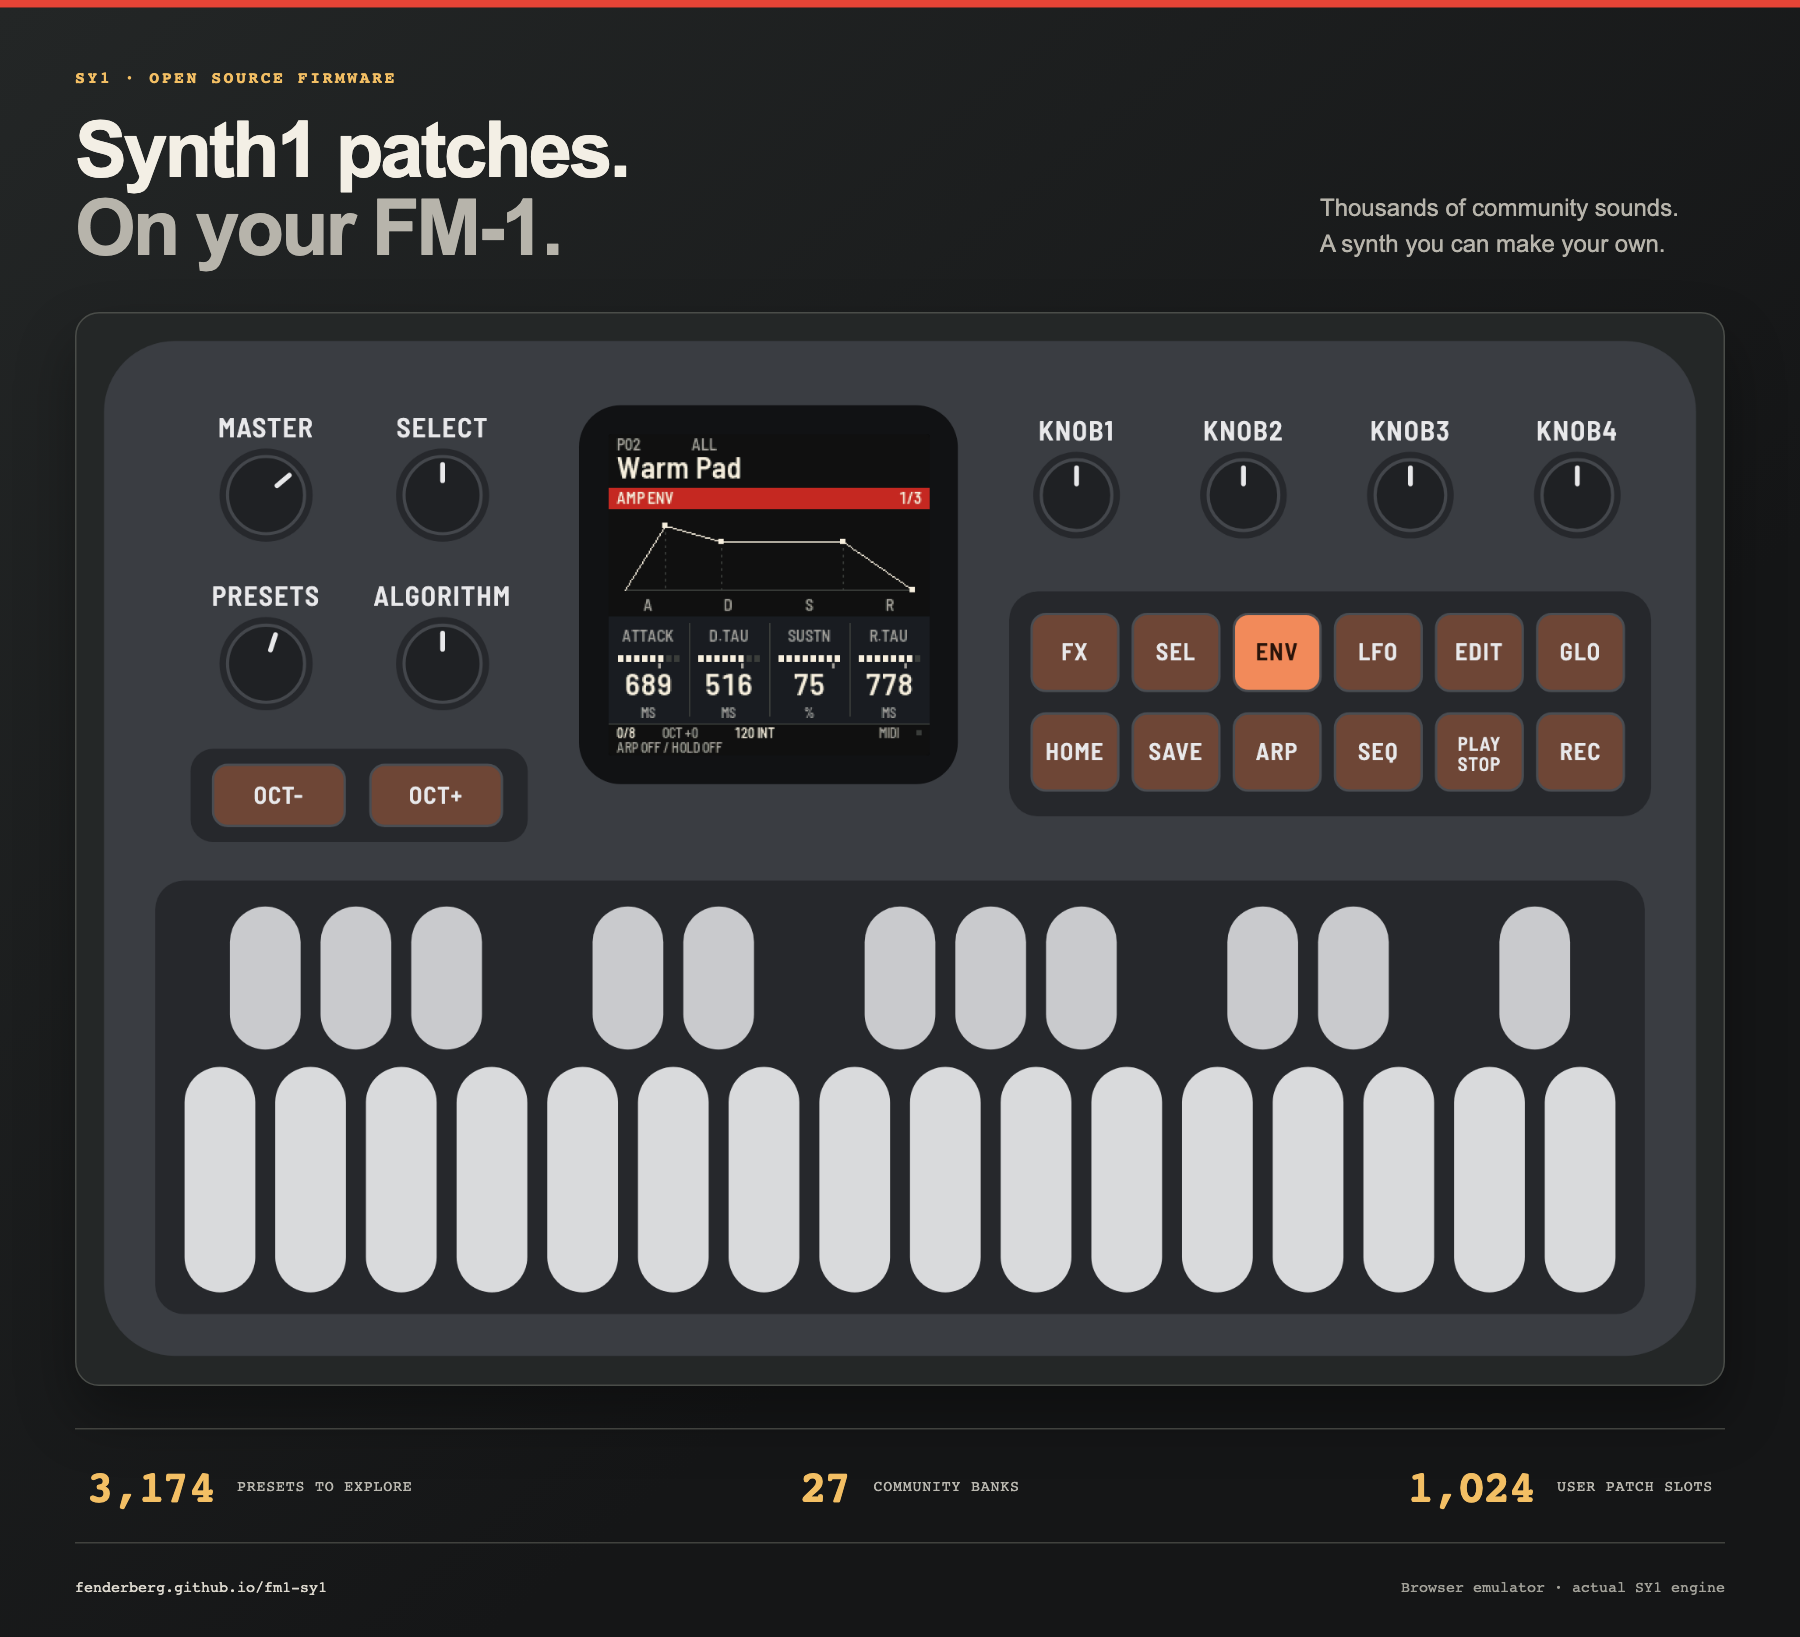 SY1 · OPEN SOURCE FIRMWARE
Synth1 patches.
On your FM-1.
Thousands of community sounds.
A synth you can make your own.
MASTER SELECT
PRESETS ALGORITHM
OCT- OCT+
P02 ALL
Warm Pad
AMP ENV 1/3
A D S R
ATTACK D.TAU SUSTN R.TAU
689 516 75 778
MS MS % MS
0/8 OCT +0 120 INT MIDI
ARP OFF / HOLD OFF
KNOB1 KNOB2 KNOB3 KNOB4
FX SEL ENV LFO EDIT GLO
HOME SAVE ARP SEQ PLAY STOP REC
3,174 PRESETS TO EXPLORE
27 COMMUNITY BANKS
1,024 USER PATCH SLOTS
fenderberg.github.io/fm1-sy1
Browser emulator · actual SY1 engine